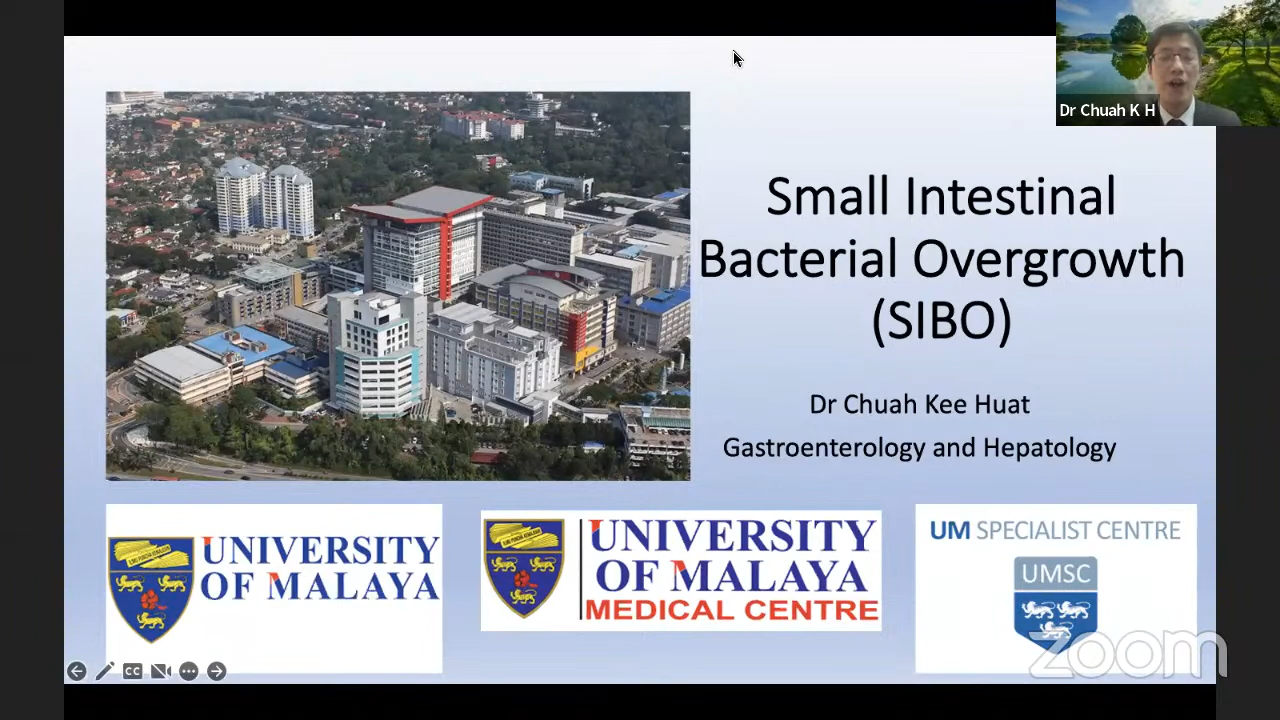 Dr Chuah K H
Small Intestinal
Bacterial Overgrowth
(SIBO)
Dr Chuah Kee Huat
Gastroenterology and Hepatology
UNIVERSITY
OF MALAYA
UNIVERSITY
OF MALAYA
MEDICAL CENTRE
UM SPECIALIST CENTRE
UMSC
zoom
CC